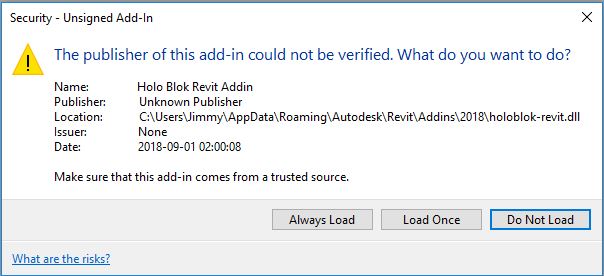 Security - Unsigned Add-In
The publisher of this add-in could not be verified. What do you want to do?
Name: Holo Blok Revit Addin
Publisher: Unknown Publisher
Location: C:\Users\Jimmy\AppData\Roaming\Autodesk\Revit\Addins\2018\holoblok-revit.dll
Issuer: None
Date: 2018-09-01 02:00:08
Make sure that this add-in comes from a trusted source.
Always Load Load Once Do Not Load
What are the risks?